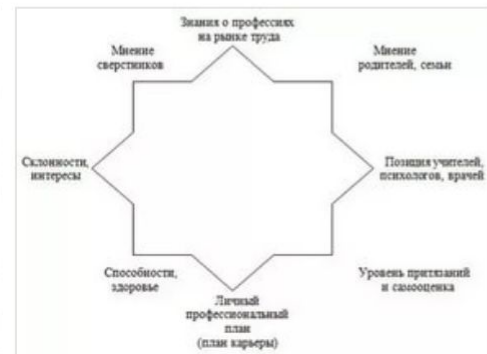 Знания о профессиях
на рынке труда
Мнение
сверстников
Мнение
родителей, семьи
Склонности,
интересы
Позиция учителей,
психологов, врачей
Способности,
здоровье
Уровень притязаний
и самооценка
Личный
профессиональный
план
(план карьеры)